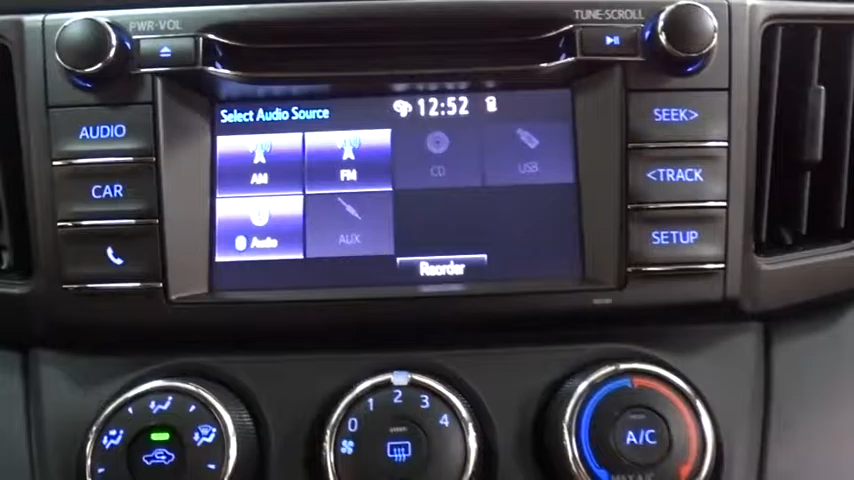 PWR•VOL
TUNE•SCROLL
Select Audio Source
12:52
AUDIO
AM
FM
CD
USB
SEEK>
CAR
<TRACK
Audio
AUX
SETUP
Reorder
0
1
2
3
4
A/C